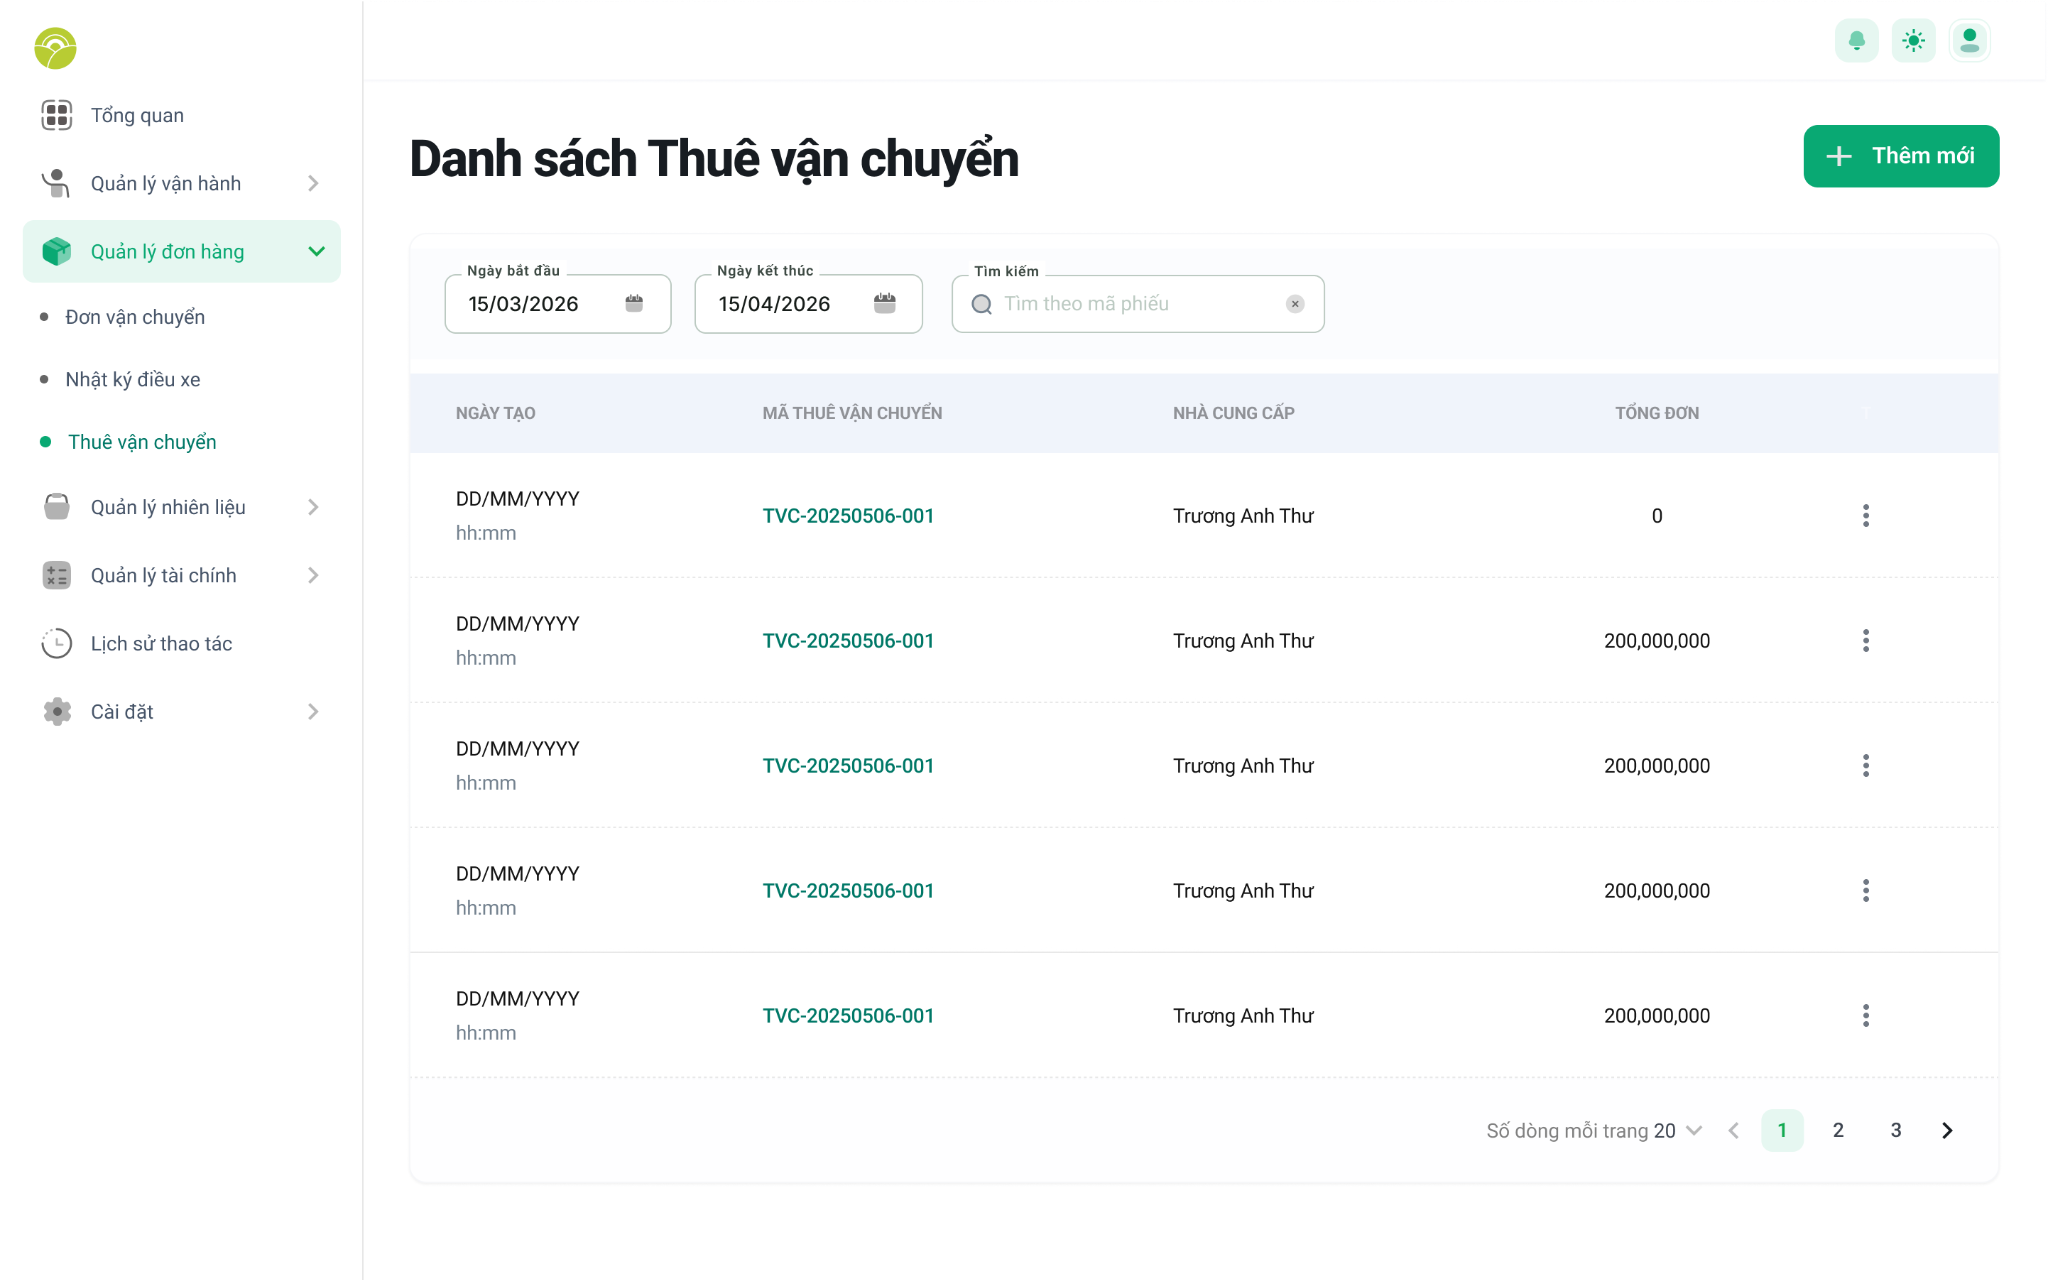 Tổng quan
Quản lý vận hành
Quản lý đơn hàng
Đơn vận chuyển
Nhật ký điều xe
Thuê vận chuyển
Quản lý nhiên liệu
Quản lý tài chính
Lịch sử thao tác
Cài đặt
Danh sách Thuê vận chuyển
Thêm mới
Ngày bắt đầu
15/03/2026
Ngày kết thúc
15/04/2026
Tìm kiếm
Tìm theo mã phiếu
NGÀY TẠO MÃ THUÊ VẬN CHUYỂN NHÀ CUNG CẤP TỔNG ĐƠN
DD/MM/YYYY
hh:mm
TVC-20250506-001 Trương Anh Thư 0
DD/MM/YYYY
hh:mm
TVC-20250506-001 Trương Anh Thư 200,000,000
DD/MM/YYYY
hh:mm
TVC-20250506-001 Trương Anh Thư 200,000,000
DD/MM/YYYY
hh:mm
TVC-20250506-001 Trương Anh Thư 200,000,000
DD/MM/YYYY
hh:mm
TVC-20250506-001 Trương Anh Thư 200,000,000
Số dòng mỗi trang 20 1 2 3